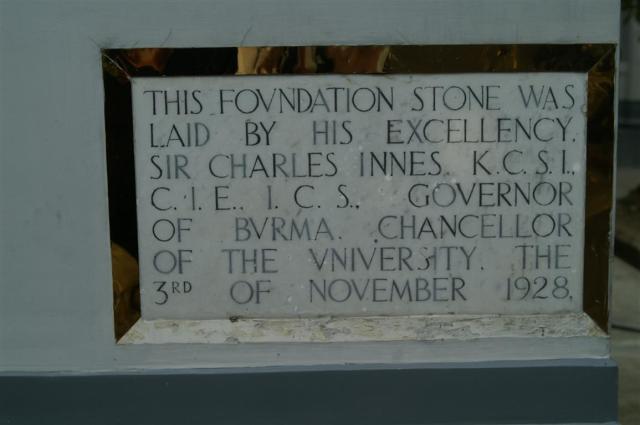 THIS FOVNDATION STONE WAS
LAID BY HIS EXCELLENCY,
SIR CHARLES INNES, K.C.S.I.,
C.I.E., I.C.S., GOVERNOR
OF BVRMA, CHANCELLOR
OF THE VNIVERSITY, THE
3RD OF NOVEMBER 1928.